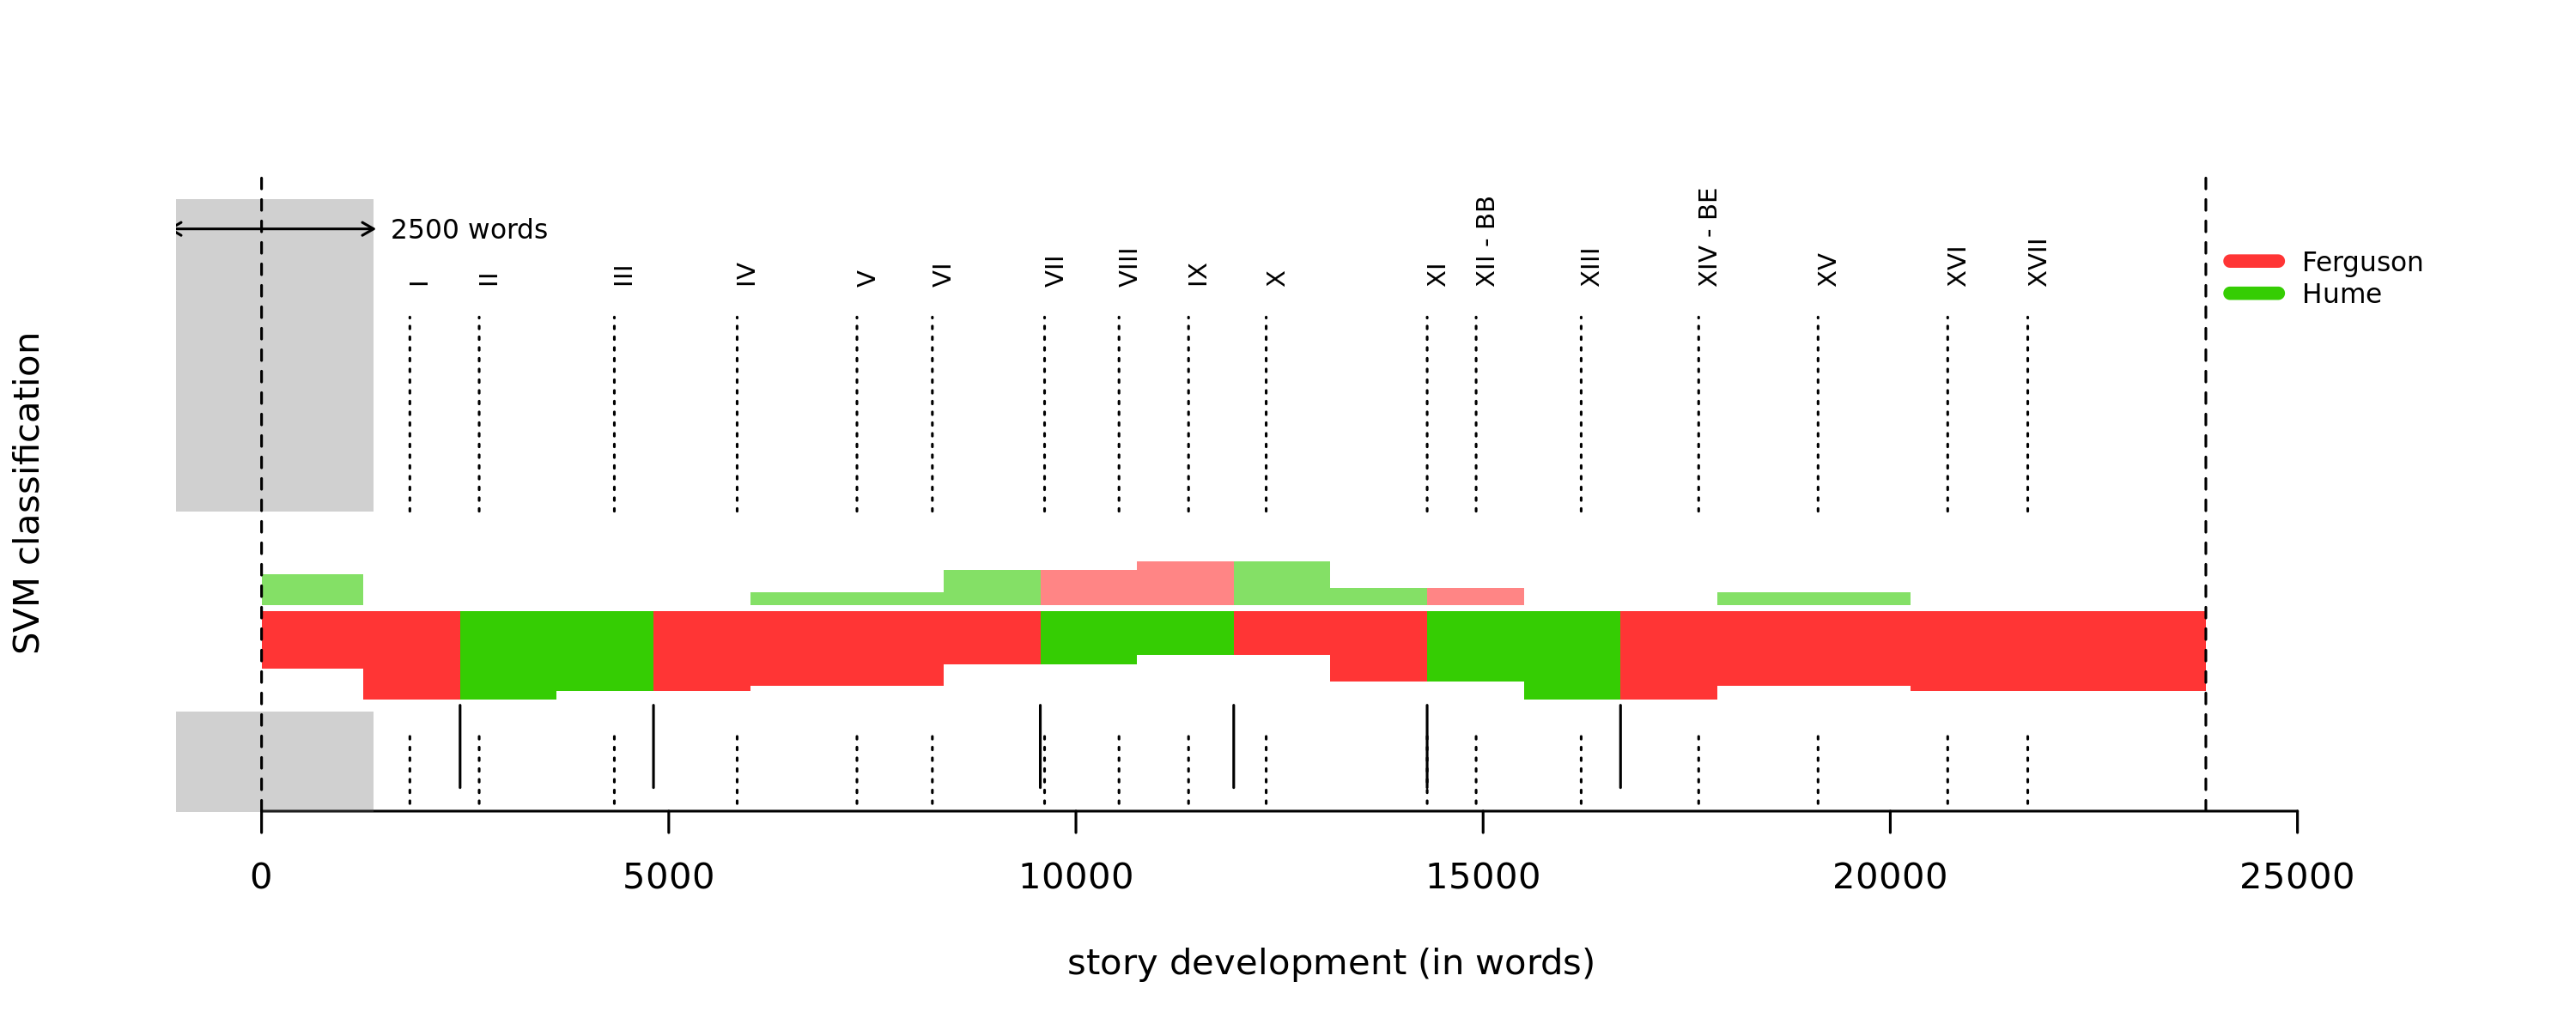 2500 words
I
II
III
IV
V
VI
VII
VIII
IX
X
XI
XII - BB
XIII
XIV - BE
XV
XVI
XVII
Ferguson
Hume
SVM classification
0
5000
10000
15000
20000
25000
story development (in words)